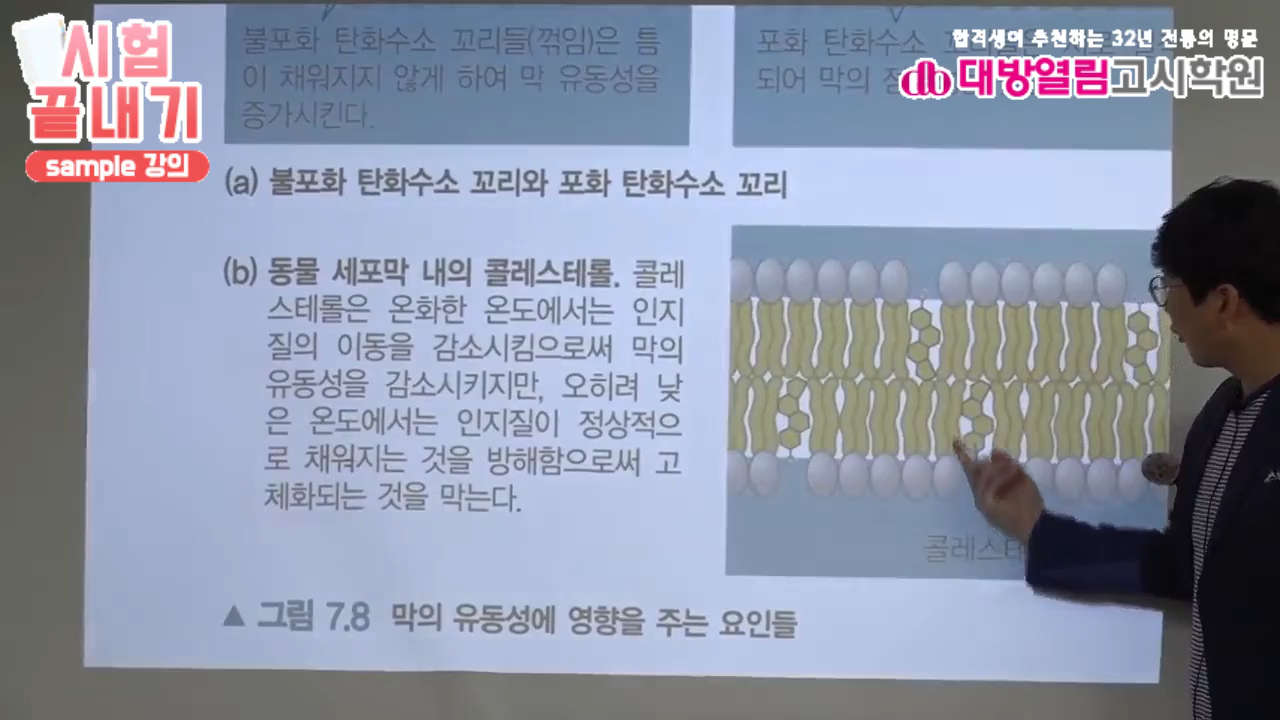 시험
끝내기
sample 강의
합격생이 추천하는 32년 전통의 명문
대방열림고시학원
불포화 탄화수소 꼬리들(꺾임)은 틈
이 채워지지 않게 하여 막 유동성을
증가시킨다.
포화 탄화수소
되어 막의
(a) 불포화 탄화수소 꼬리와 포화 탄화수소 꼬리
(b) 동물 세포막 내의 콜레스테롤. 콜레
스테롤은 온화한 온도에서는 인지
질의 이동을 감소시킴으로써 막의
유동성을 감소시키지만, 오히려 낮
은 온도에서는 인지질이 정상적으
로 채워지는 것을 방해함으로써 고
체화되는 것을 막는다.
콜레스테
▲ 그림 7.8 막의 유동성에 영향을 주는 요인들